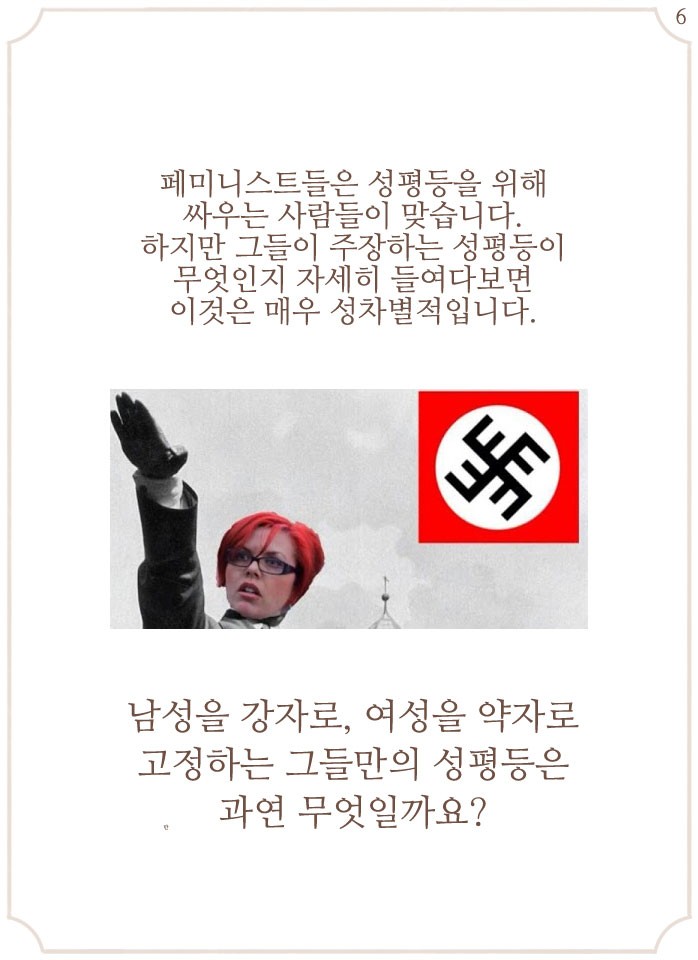 6
페미니스트들은 성평등을 위해
싸우는 사람들이 맞습니다.
하지만 그들이 주장하는 성평등이
무엇인지 자세히 들여다보면
이것은 매우 성차별적입니다.
남성을 강자로, 여성을 약자로
고정하는 그들만의 성평등은
과연 무엇일까요?